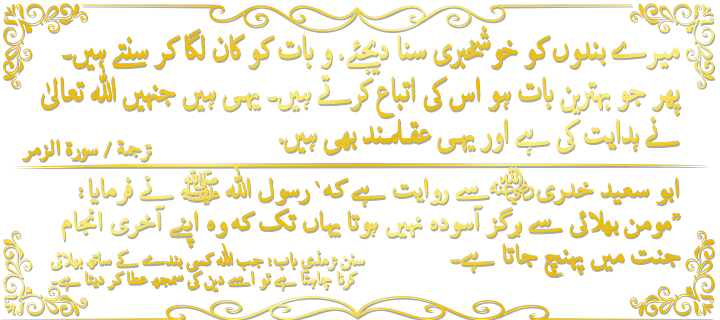 میرے بندوں کو خوشخبری سنا دیجئے. و بات کو کان لگا کر سنتے ہیں۔
پھر جو بہترین بات ہو اس کی اتباع کرتے ہیں۔ یہی ہیں جنہیں اللہ تعالیٰ
نے ہدایت کی ہے اور یہی عقلمند بھی ہیں.
ترجمة / سورة الزمر
ابو سعید خدری رضی اللہ عنہ سے روایت ہے کہ ٬ رسول اللہ ﷺ نے فرمایا :
”مومن بھلائی سے ہرگز آسودہ نہیں ہوتا یہاں تک کہ وہ اپنے آخری انجام
جنت میں پہنچ جاتا ہے۔
سنن ترمذی باب : جب اللہ کسی بندے کے ساتھ بھلائی
کرنا چاہتا ہے تو اسے دین کی سمجھ عطا کر دیتا ہے۔